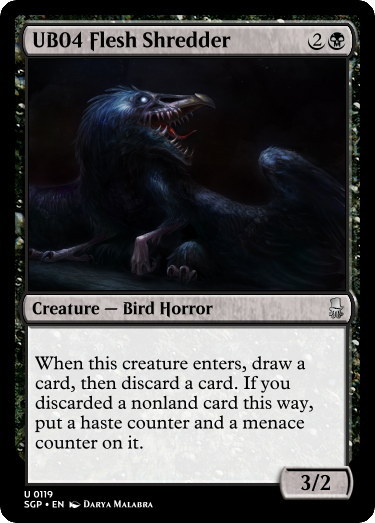 UB04 Flesh Shredder 2
Creature — Bird Horror
When this creature enters, draw a
card, then discard a card. If you
discarded a nonland card this way,
put a haste counter and a menace
counter on it.
3/2
U 0119
SGP • EN Darya Malabra